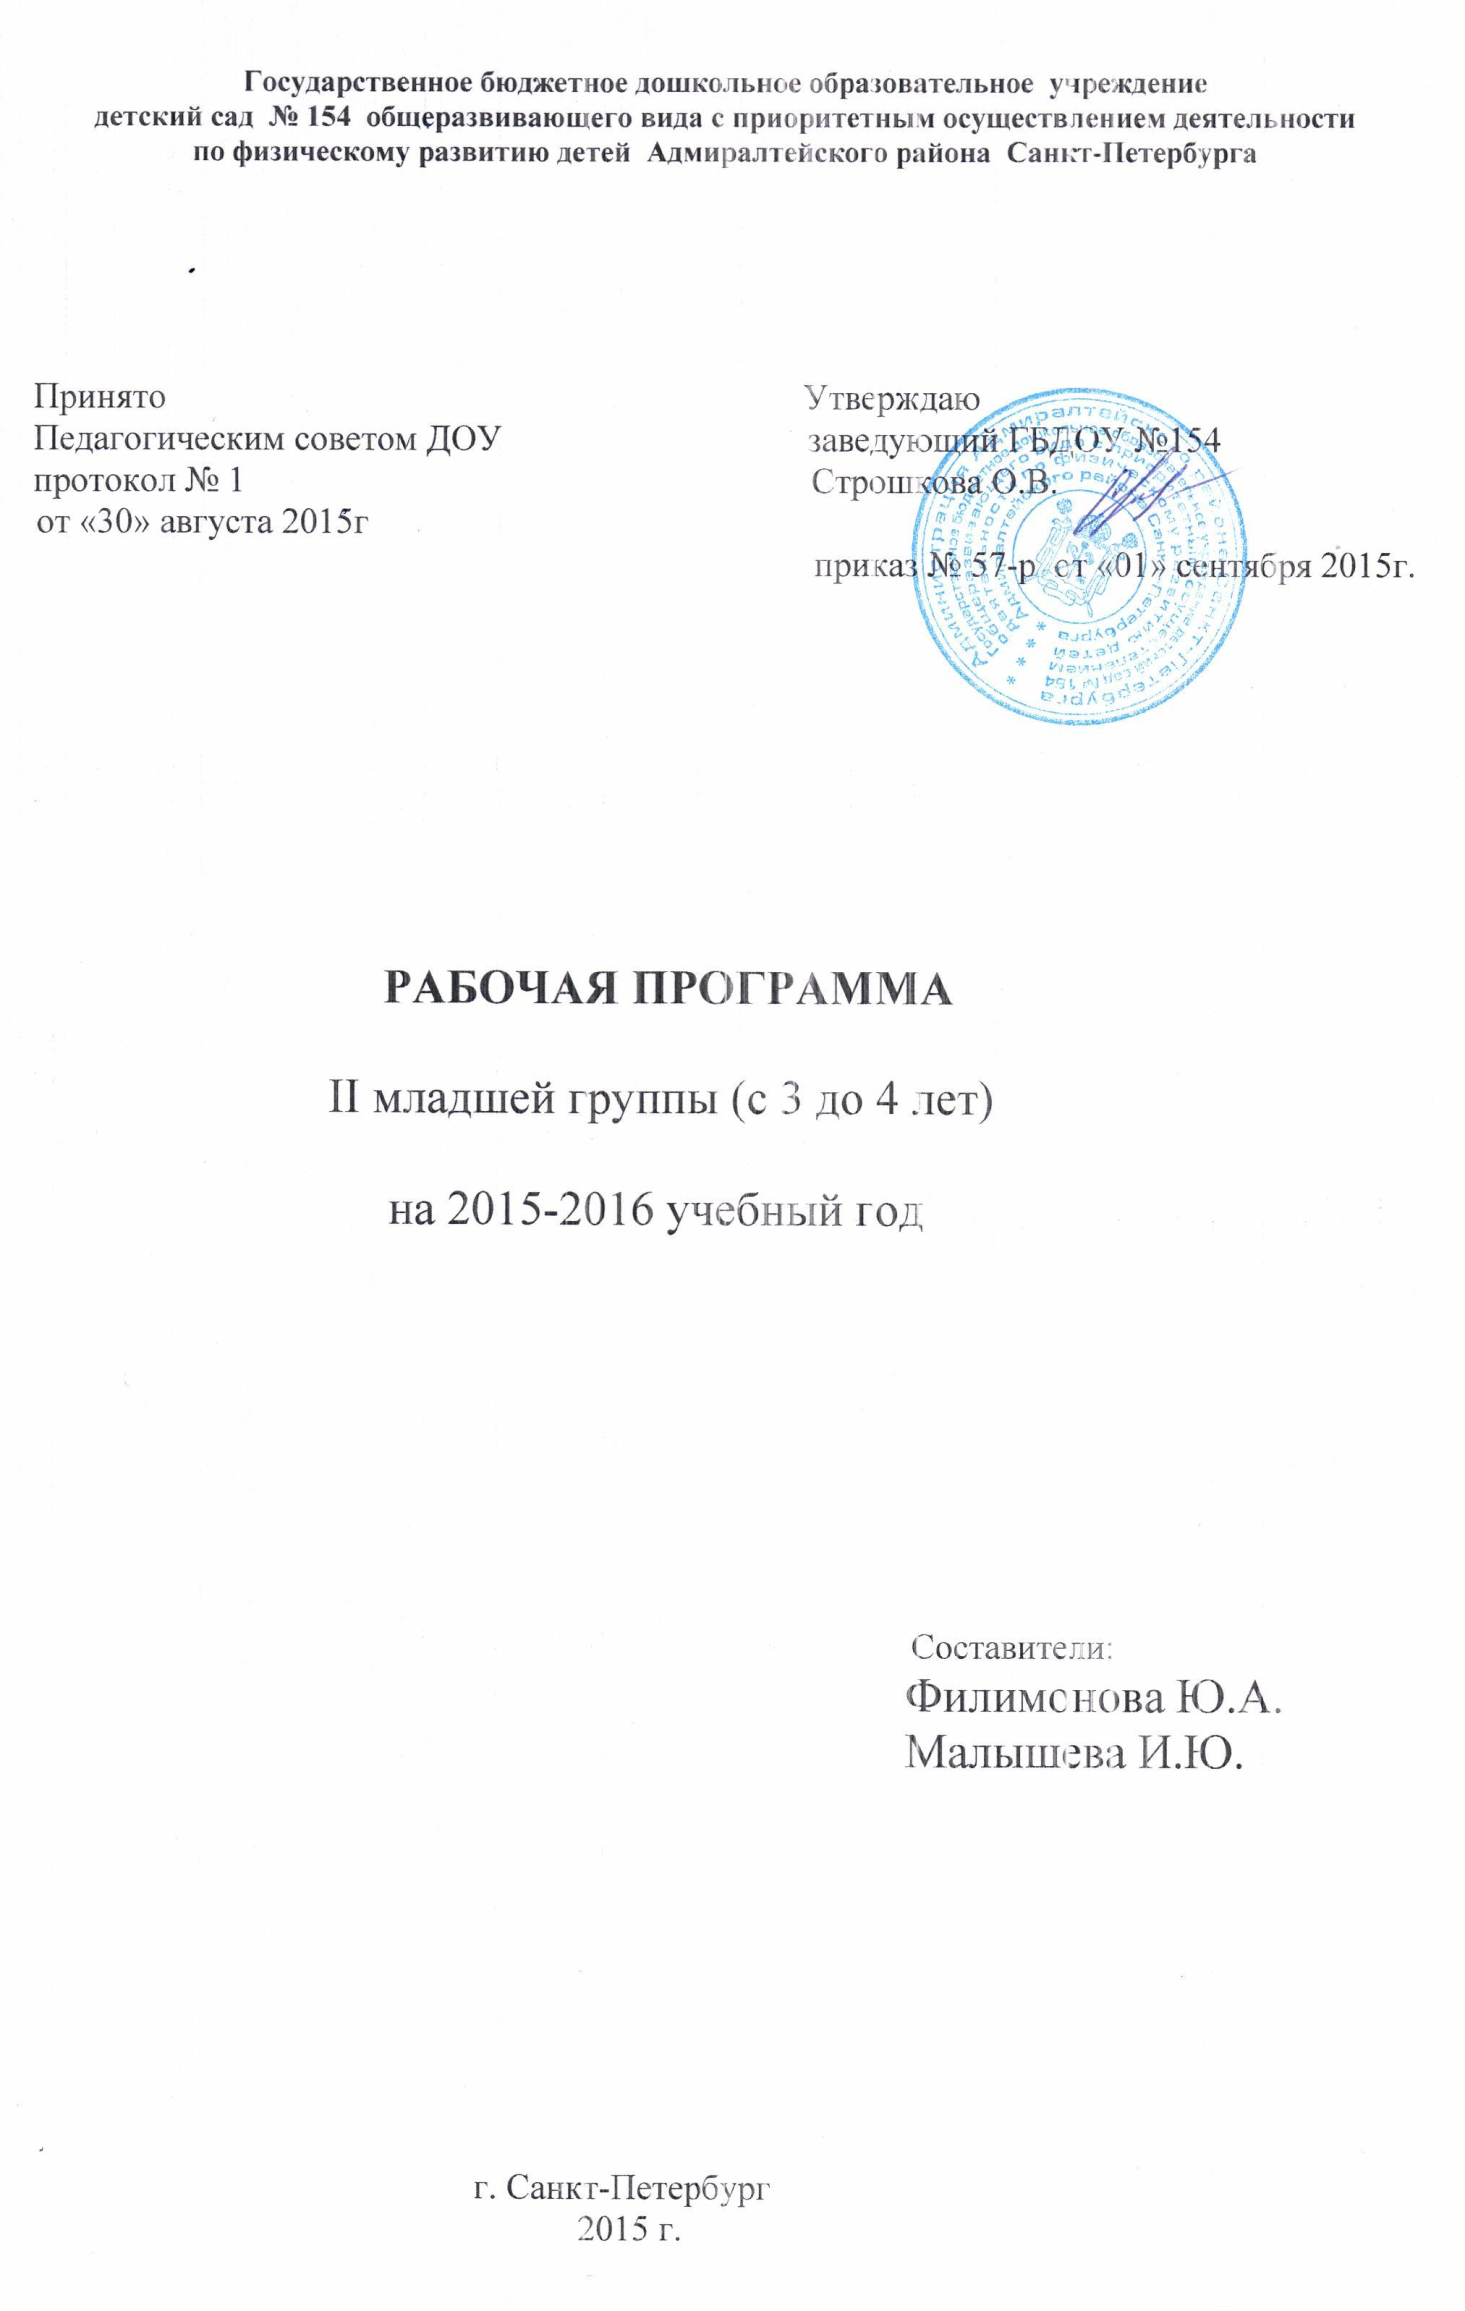 Государственное бюджетное дошкольное образовательное учреждение
детский сад № 154 общеразвивающего вида с приоритетным осуществлением деятельности
по физическому развитию детей Адмиралтейского района Санкт-Петербурга
Принято
Педагогическим советом ДОУ
протокол № 1
от «30» августа 2015г
Утверждаю
заведующий ГБДОУ №154
Строшкова О.В.
приказ № 57-р от «01» сентября 2015г.
РАБОЧАЯ ПРОГРАММА
II младшей группы (с 3 до 4 лет)
на 2015-2016 учебный год
Составители:
Филимонова Ю.А.
Малышева И.Ю.
г. Санкт-Петербург
2015 г.